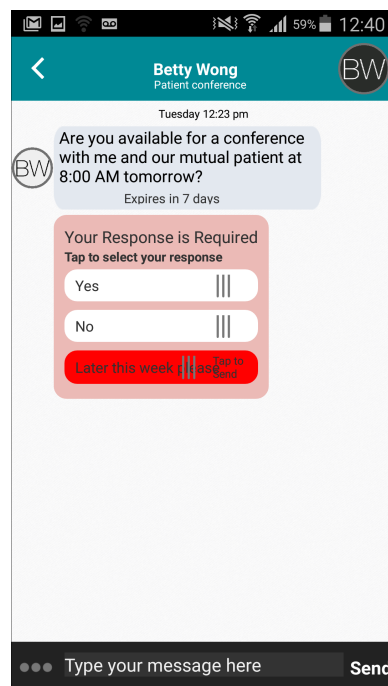 59% 12:40
Betty Wong
Patient conference
BW
Tuesday 12:23 pm
BW
Are you available for a conference
with me and our mutual patient at
8:00 AM tomorrow?
Expires in 7 days
Your Response is Required
Tap to select your response
Yes
No
Later this week please
Tap to
send
Type your message here
Send